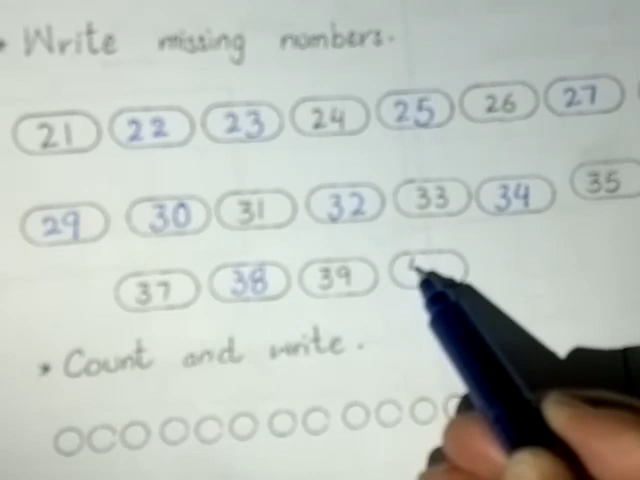 * Write missing numbers.
21 22 23 24 25 26 27
29 30 31 32 33 34 35
37 38 39
* Count and write.